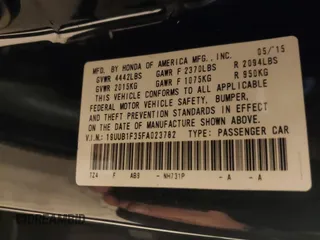 MFD. BY HONDA OF AMERICA MFG., INC. 05/15
GVWR 4442LBS GAWR F 2370LBS R 2094LBS
GVWR 2015KG GAWR F 1075KG R 950KG
THIS VEHICLE CONFORMS TO ALL APPLICABLE
FEDERAL MOTOR VEHICLE SAFETY, BUMPER,
AND THEFT PREVENTION STANDARDS IN EFFECT
ON THE DATE OF MANUFACTURE SHOWN ABOVE.
V.I.N.: 19UUB1F35FA023762 TYPE: PASSENGER CAR
TZ4 F AB9 - NH731P - A - A